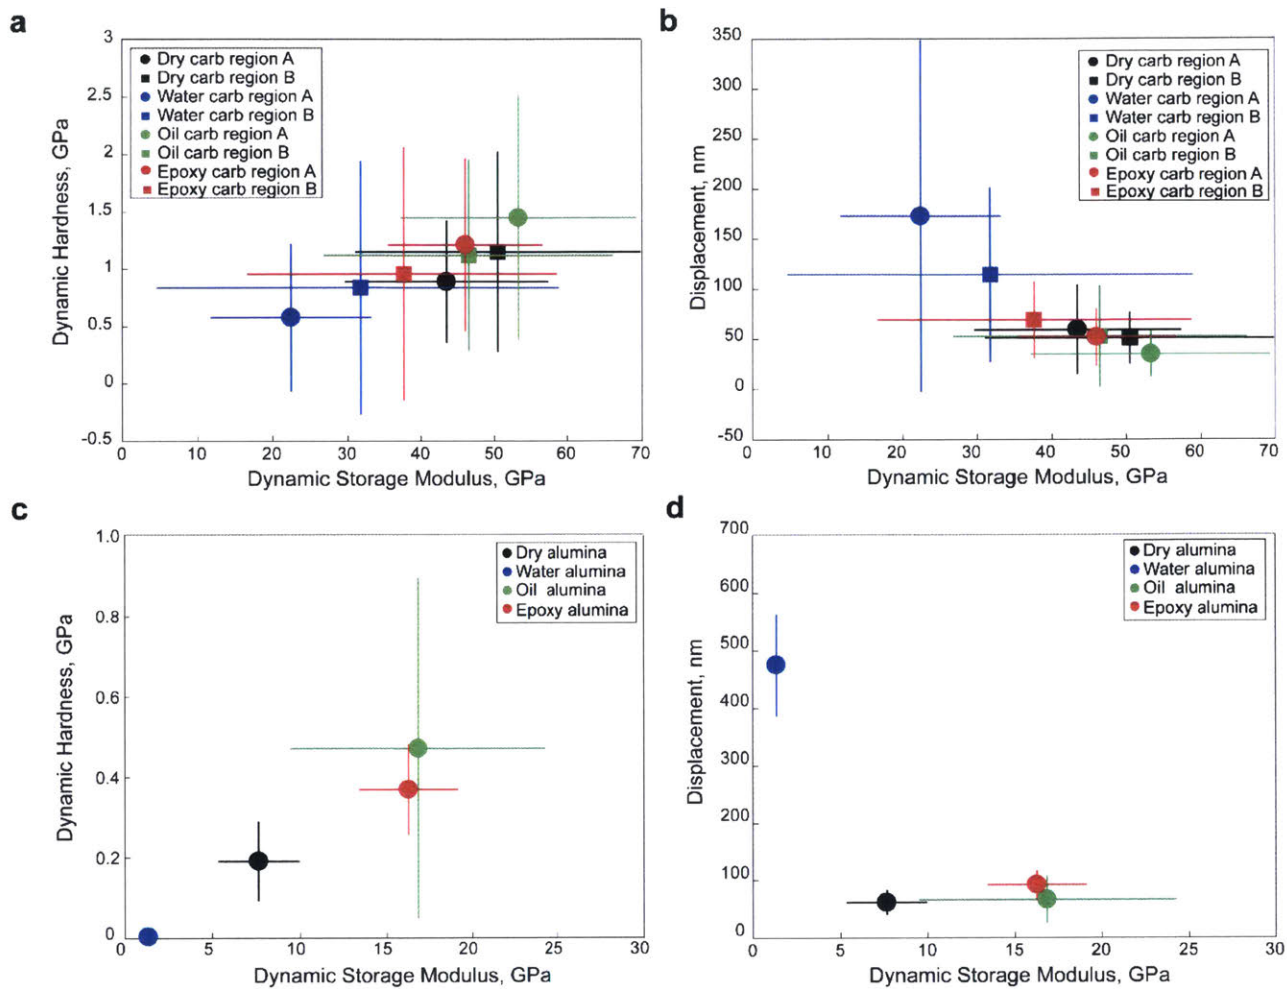 a
3
2.5
2
1.5
1
0.5
0
-0.5
Dynamic Hardness, GPa
Dry carb region A
Dry carb region B
Water carb region A
Water carb region B
Oil carb region A
Oil carb region B
Epoxy carb region A
Epoxy carb region B
0 10 20 30 40 50 60 70
Dynamic Storage Modulus, GPa
b
350
300
250
200
150
100
50
0
-50
Displacement, nm
Dry carb region A
Dry carb region B
Water carb region A
Water carb region B
Oil carb region A
Oil carb region B
Epoxy carb region A
Epoxy carb region B
0 10 20 30 40 50 60 70
Dynamic Storage Modulus, GPa
c
1.0
0.8
0.6
0.4
0.2
0
Dynamic Hardness, GPa
Dry alumina
Water alumina
Oil alumina
Epoxy alumina
0 5 10 15 20 25 30
Dynamic Storage Modulus, GPa
d
700
600
500
400
300
200
100
0
Displacement, nm
Dry alumina
Water alumina
Oil alumina
Epoxy alumina
0 5 10 15 20 25 30
Dynamic Storage Modulus, GPa